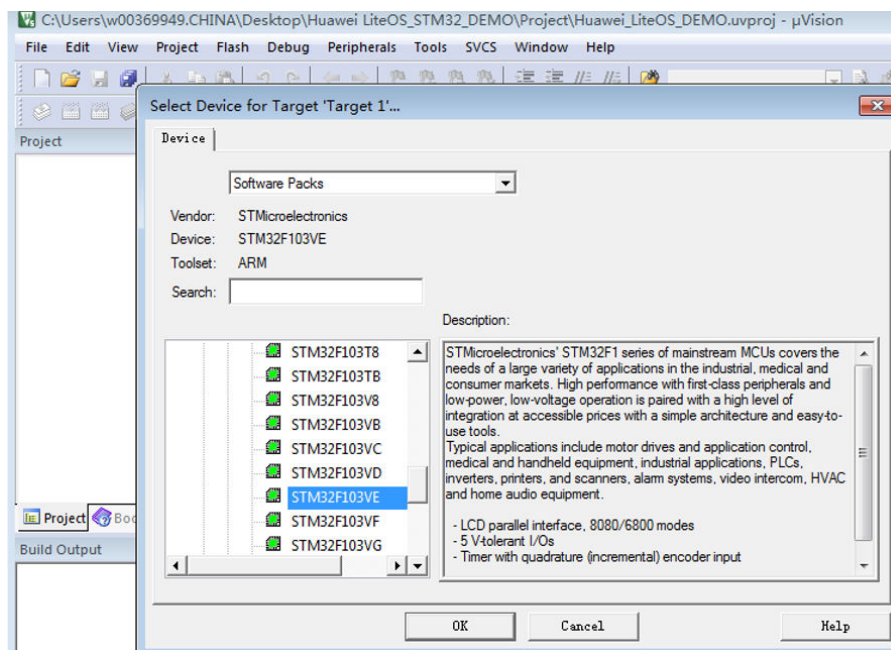 C:\Users\w00369949.CHINA\Desktop\Huawei LiteOS_STM32_DEMO\Project\Huawei_LiteOS_DEMO.uvproj - µVision
File Edit View Project Flash Debug Peripherals Tools SVCS Window Help
Select Device for Target 'Target 1'...
Project
Device
Software Packs
Vendor: STMicroelectronics
Device: STM32F103VE
Toolset: ARM
Search:
Description:
STM32F103T8
STM32F103TB
STM32F103V8
STM32F103VB
STM32F103VC
STM32F103VD
STM32F103VE
STM32F103VF
STM32F103VG
STMicroelectronics' STM32F1 series of mainstream MCUs covers the
needs of a large variety of applications in the industrial, medical and
consumer markets. High performance with first-class peripherals and
low-power, low-voltage operation is paired with a high level of
integration at accessible prices with a simple architecture and easy-to-
use tools.
Typical applications include motor drives and application control,
medical and handheld equipment, industrial applications, PLCs,
inverters, printers, and scanners, alarm systems, video intercom, HVAC
and home audio equipment.
- LCD parallel interface, 8080/6800 modes
- 5 V-tolerant I/Os
- Timer with quadrature (incremental) encoder input
Project Boo
Build Output
OK Cancel Help